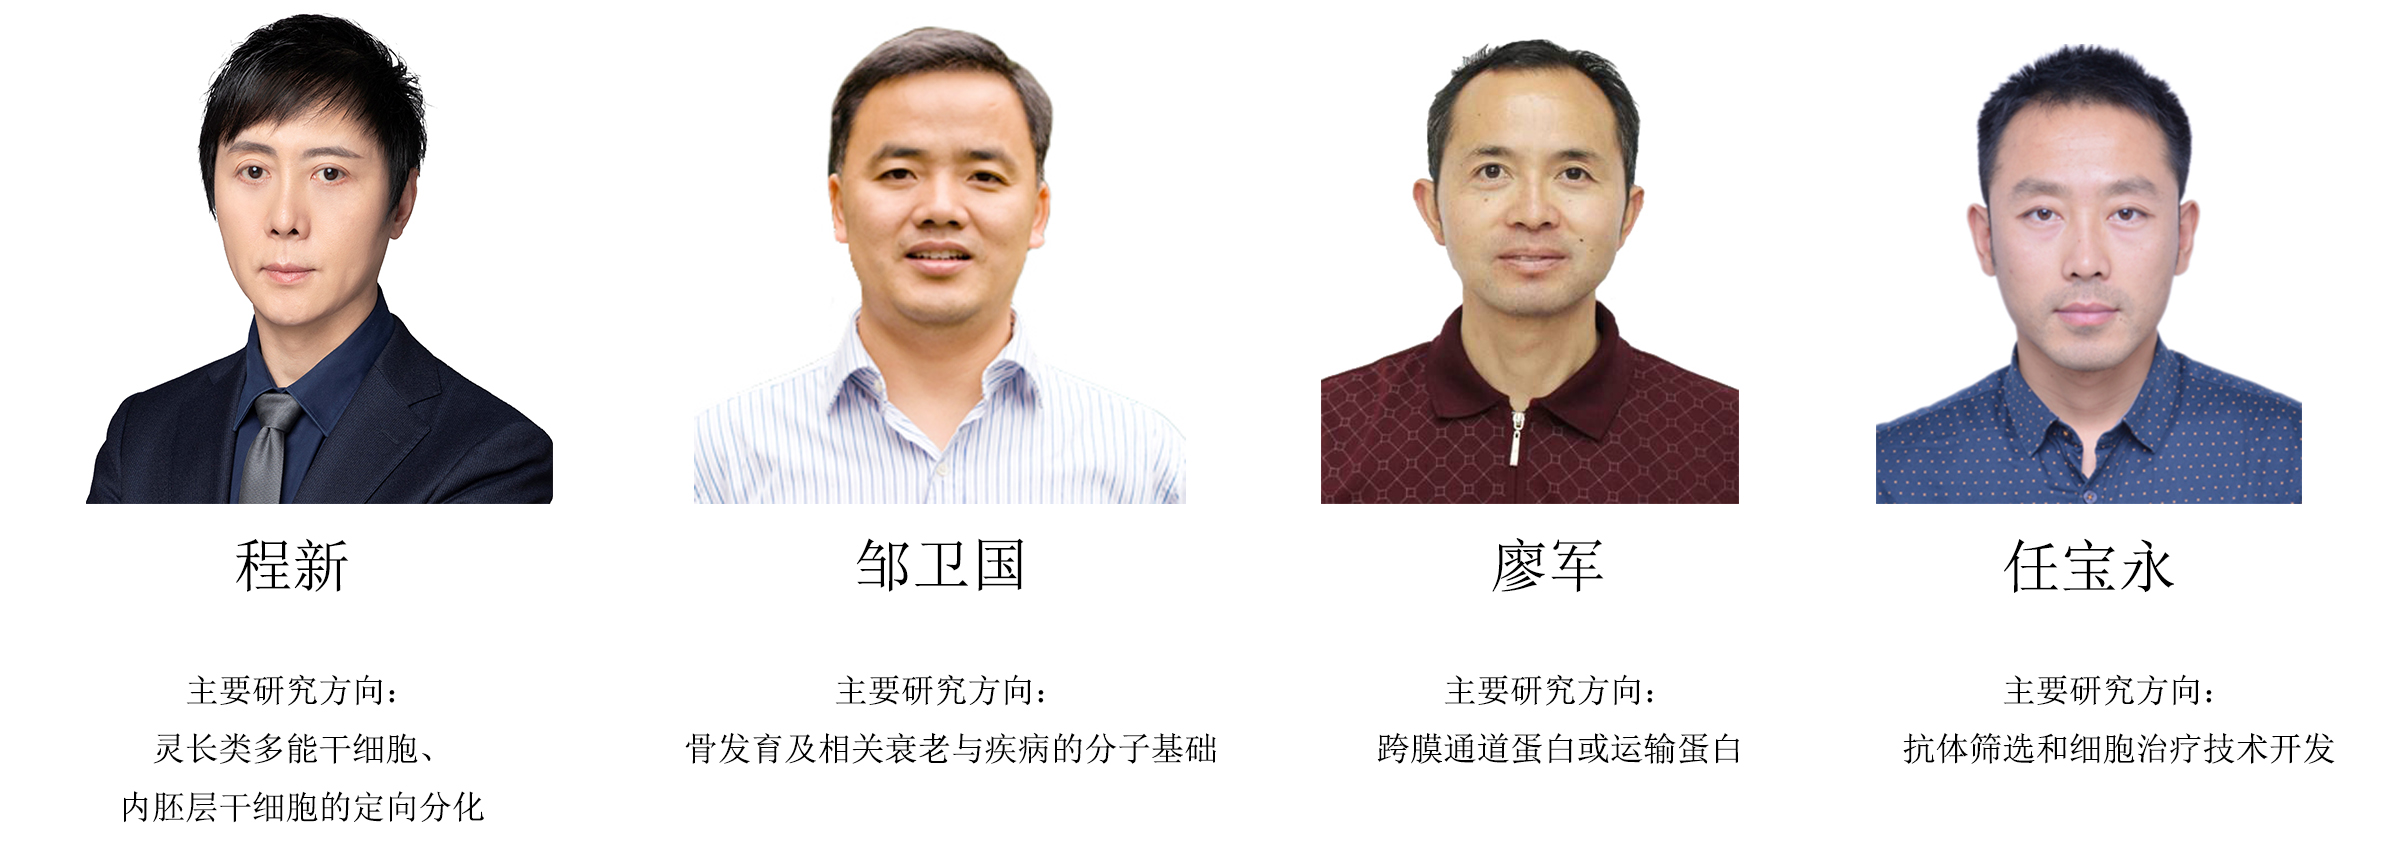 程新
主要研究方向：
灵长类多能干细胞、
内胚层干细胞的定向分化
邹卫国
主要研究方向：
骨发育及相关衰老与疾病的分子基础
廖军
主要研究方向：
跨膜通道蛋白或运输蛋白
任宝永
主要研究方向：
抗体筛选和细胞治疗技术开发